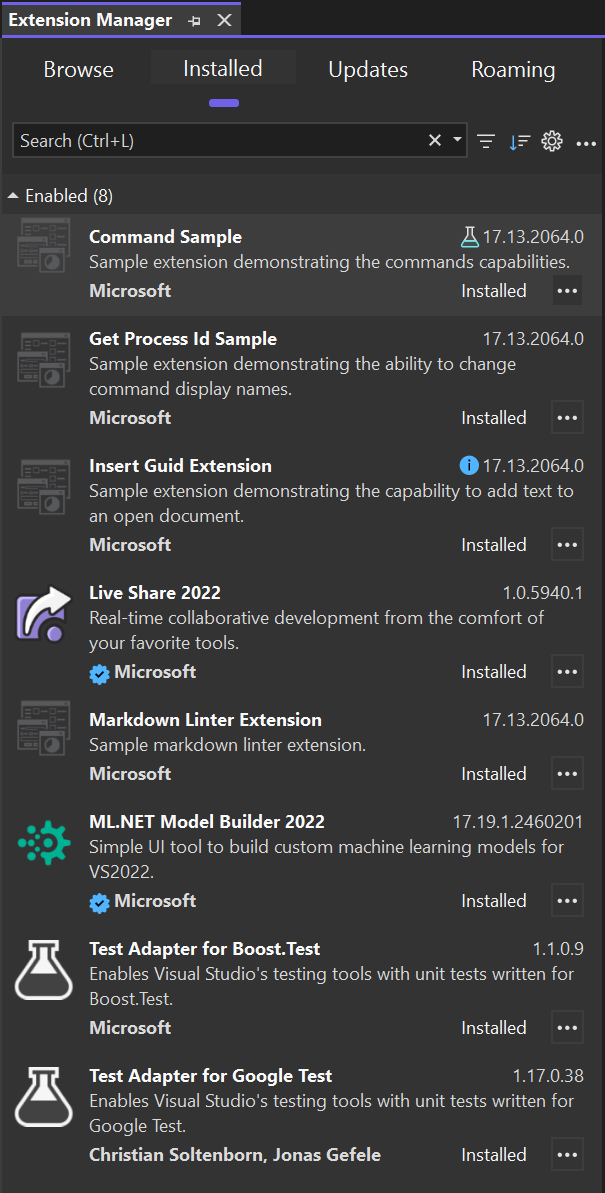 Extension Manager
Browse Installed Updates Roaming
Search (Ctrl+L)
Enabled (8)
Command Sample 17.13.2064.0
Sample extension demonstrating the commands capabilities.
Microsoft Installed
Get Process Id Sample 17.13.2064.0
Sample extension demonstrating the ability to change
command display names.
Microsoft Installed
Insert Guid Extension 17.13.2064.0
Sample extension demonstrating the capability to add text to
an open document.
Microsoft Installed
Live Share 2022 1.0.5940.1
Real-time collaborative development from the comfort of
your favorite tools.
Microsoft Installed
Markdown Linter Extension 17.13.2064.0
Sample markdown linter extension.
Microsoft Installed
ML.NET Model Builder 2022 17.19.1.2460201
Simple UI tool to build custom machine learning models for
VS2022.
Microsoft Installed
Test Adapter for Boost.Test 1.1.0.9
Enables Visual Studio's testing tools with unit tests written for
Boost.Test.
Microsoft Installed
Test Adapter for Google Test 1.17.0.38
Enables Visual Studio's testing tools with unit tests written for
Google Test.
Christian Soltenborn, Jonas Gefele Installed